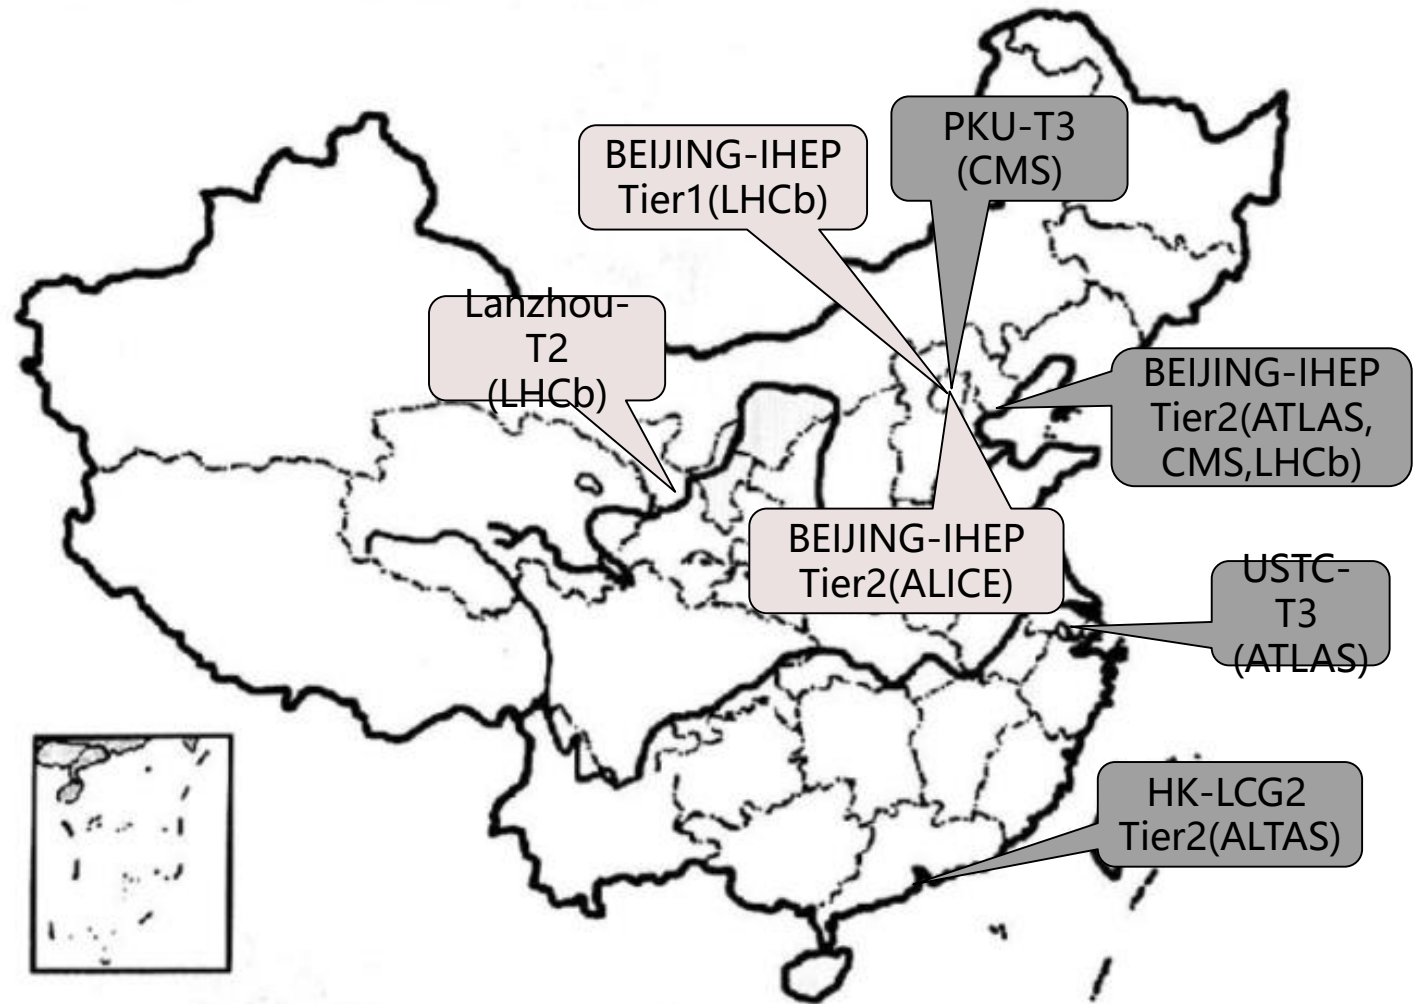 PKU-T3
(CMS)
BEIJING-IHEP
Tier1(LHCb)
Lanzhou-
T2
(LHCb)
BEIJING-IHEP
Tier2(ATLAS,
CMS,LHCb)
BEIJING-IHEP
Tier2(ALICE)
USTC-
T3
(ATLAS)
HK-LCG2
Tier2(ALTAS)